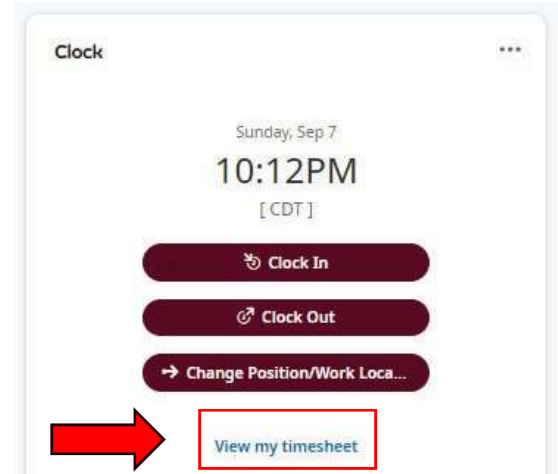 Clock
Sunday, Sep 7
10:12PM
[ CDT ]
Clock In
Clock Out
Change Position/Work Loca...
View my timesheet